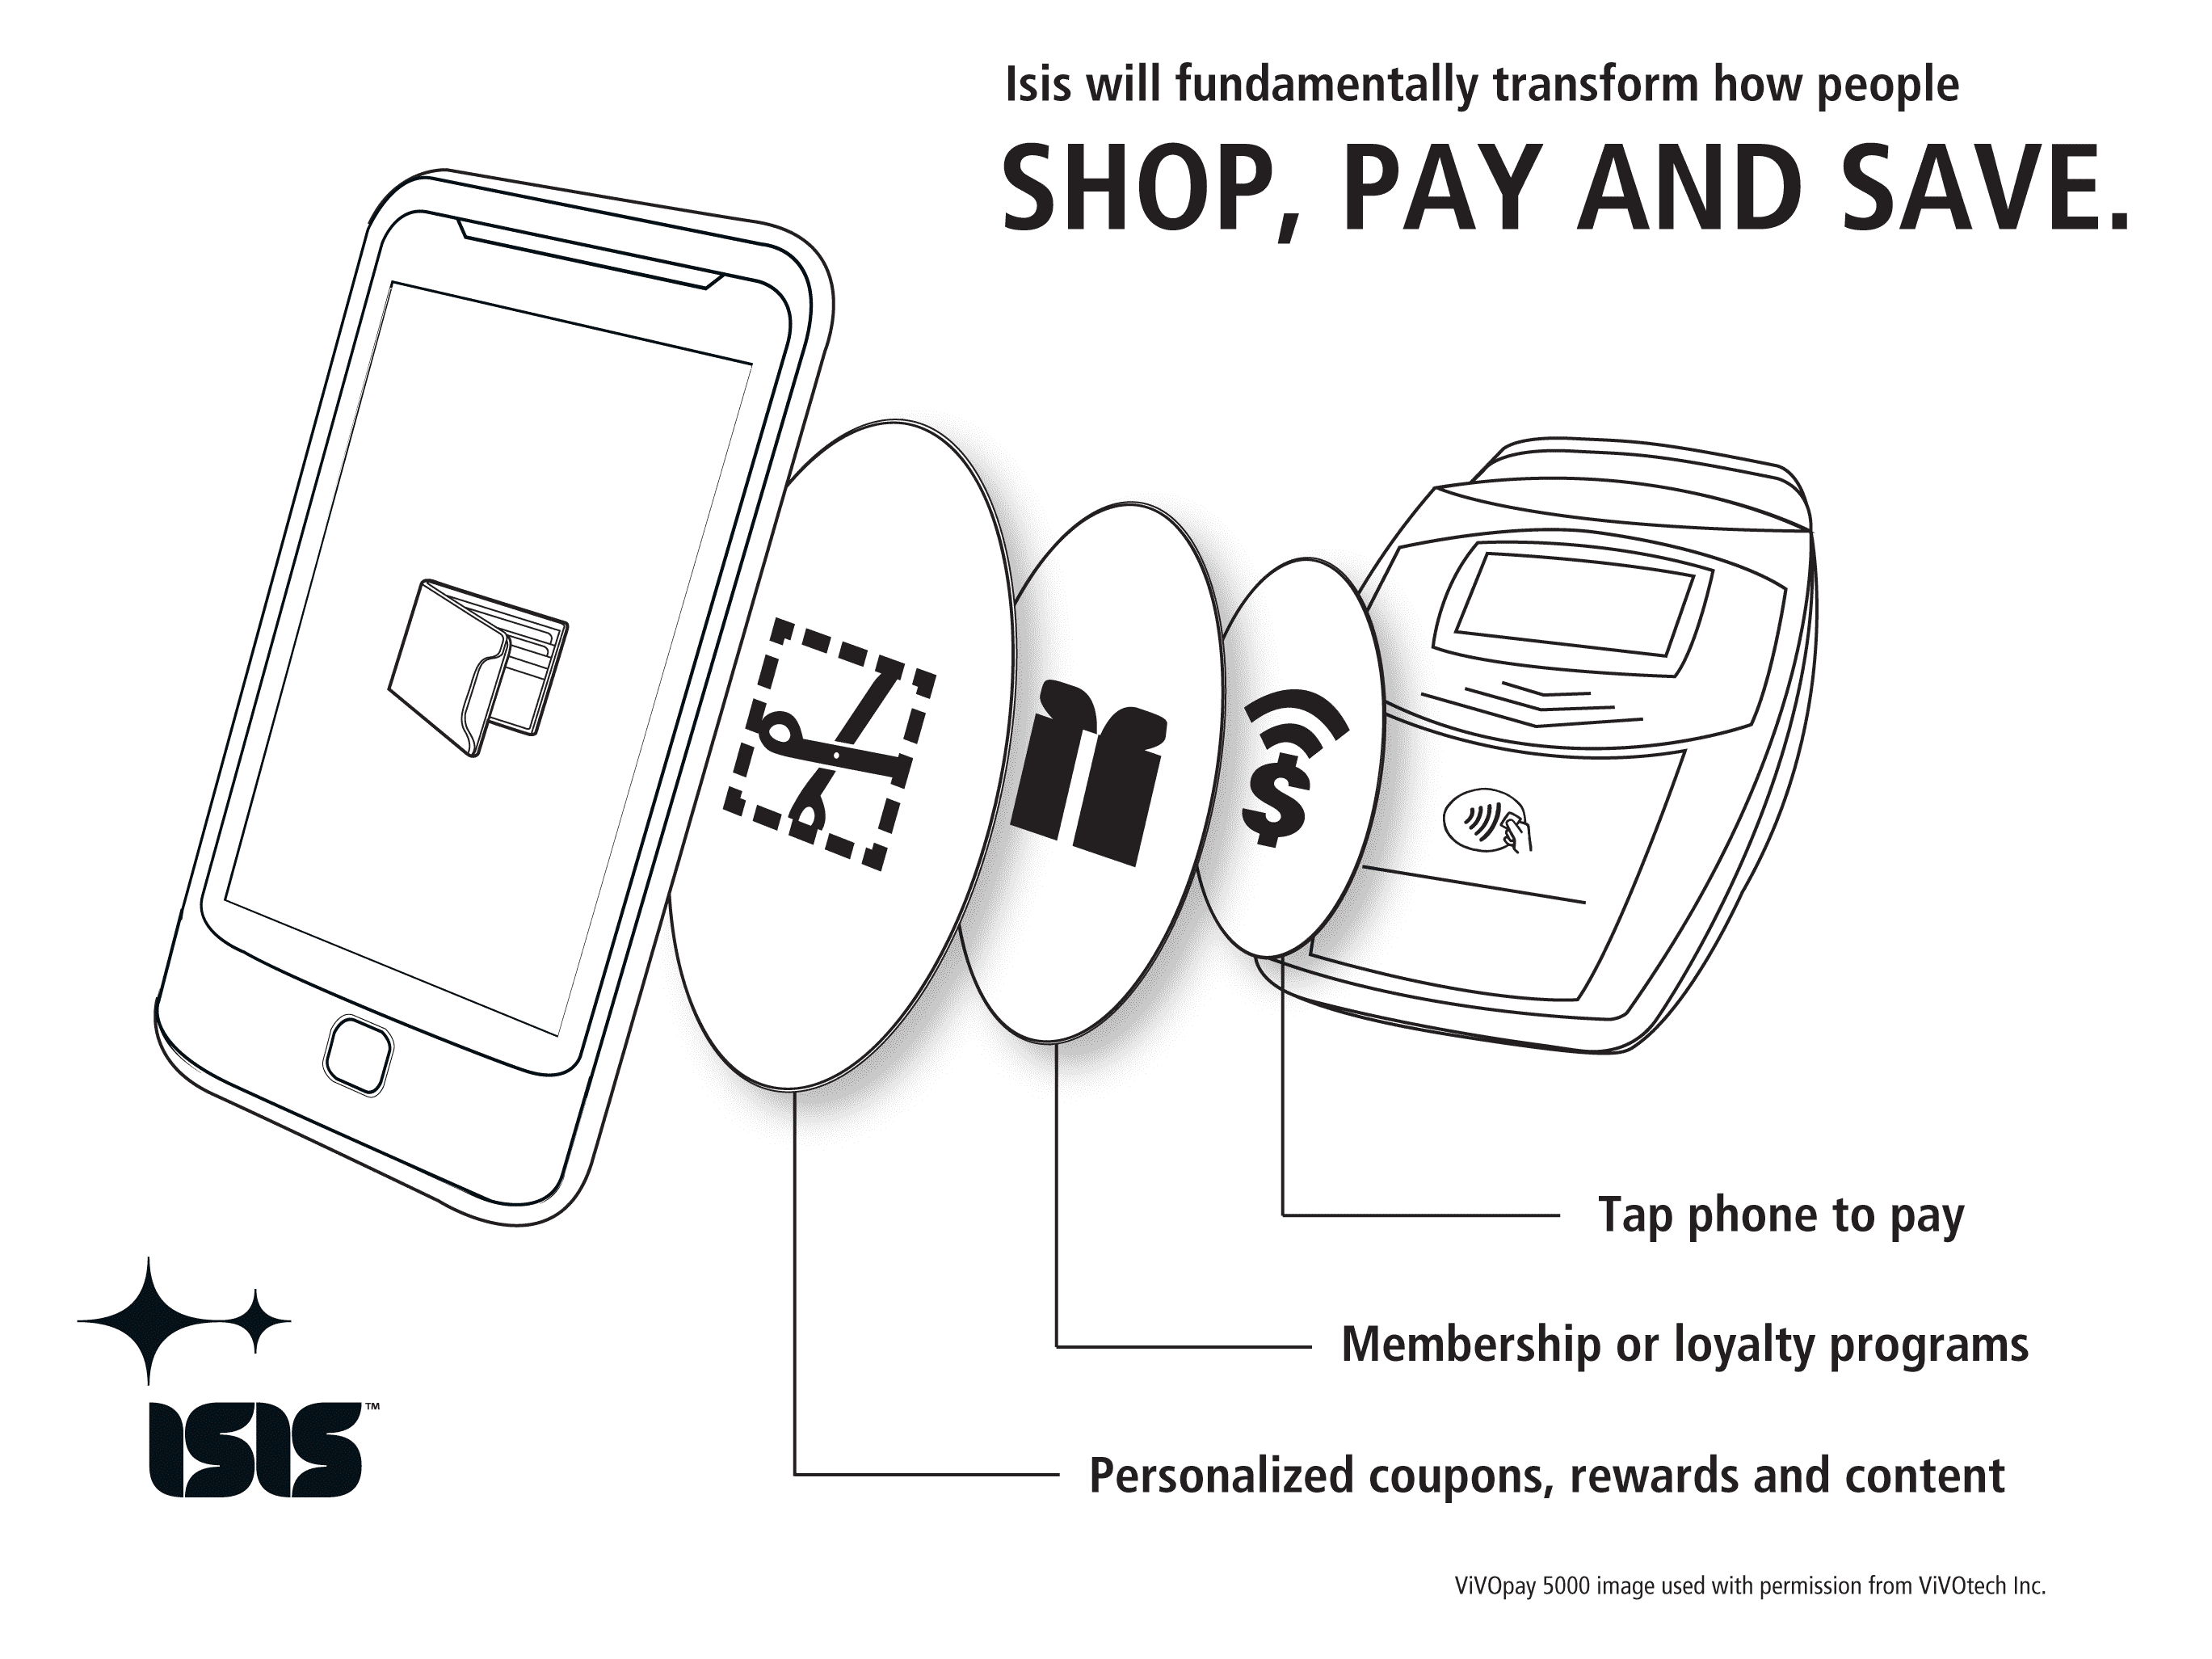 Isis will fundamentally transform how people
SHOP, PAY AND SAVE.
$
Tap phone to pay
Membership or loyalty programs
Personalized coupons, rewards and content
ISIS™
ViVOpay 5000 image used with permission from ViVOtech Inc.